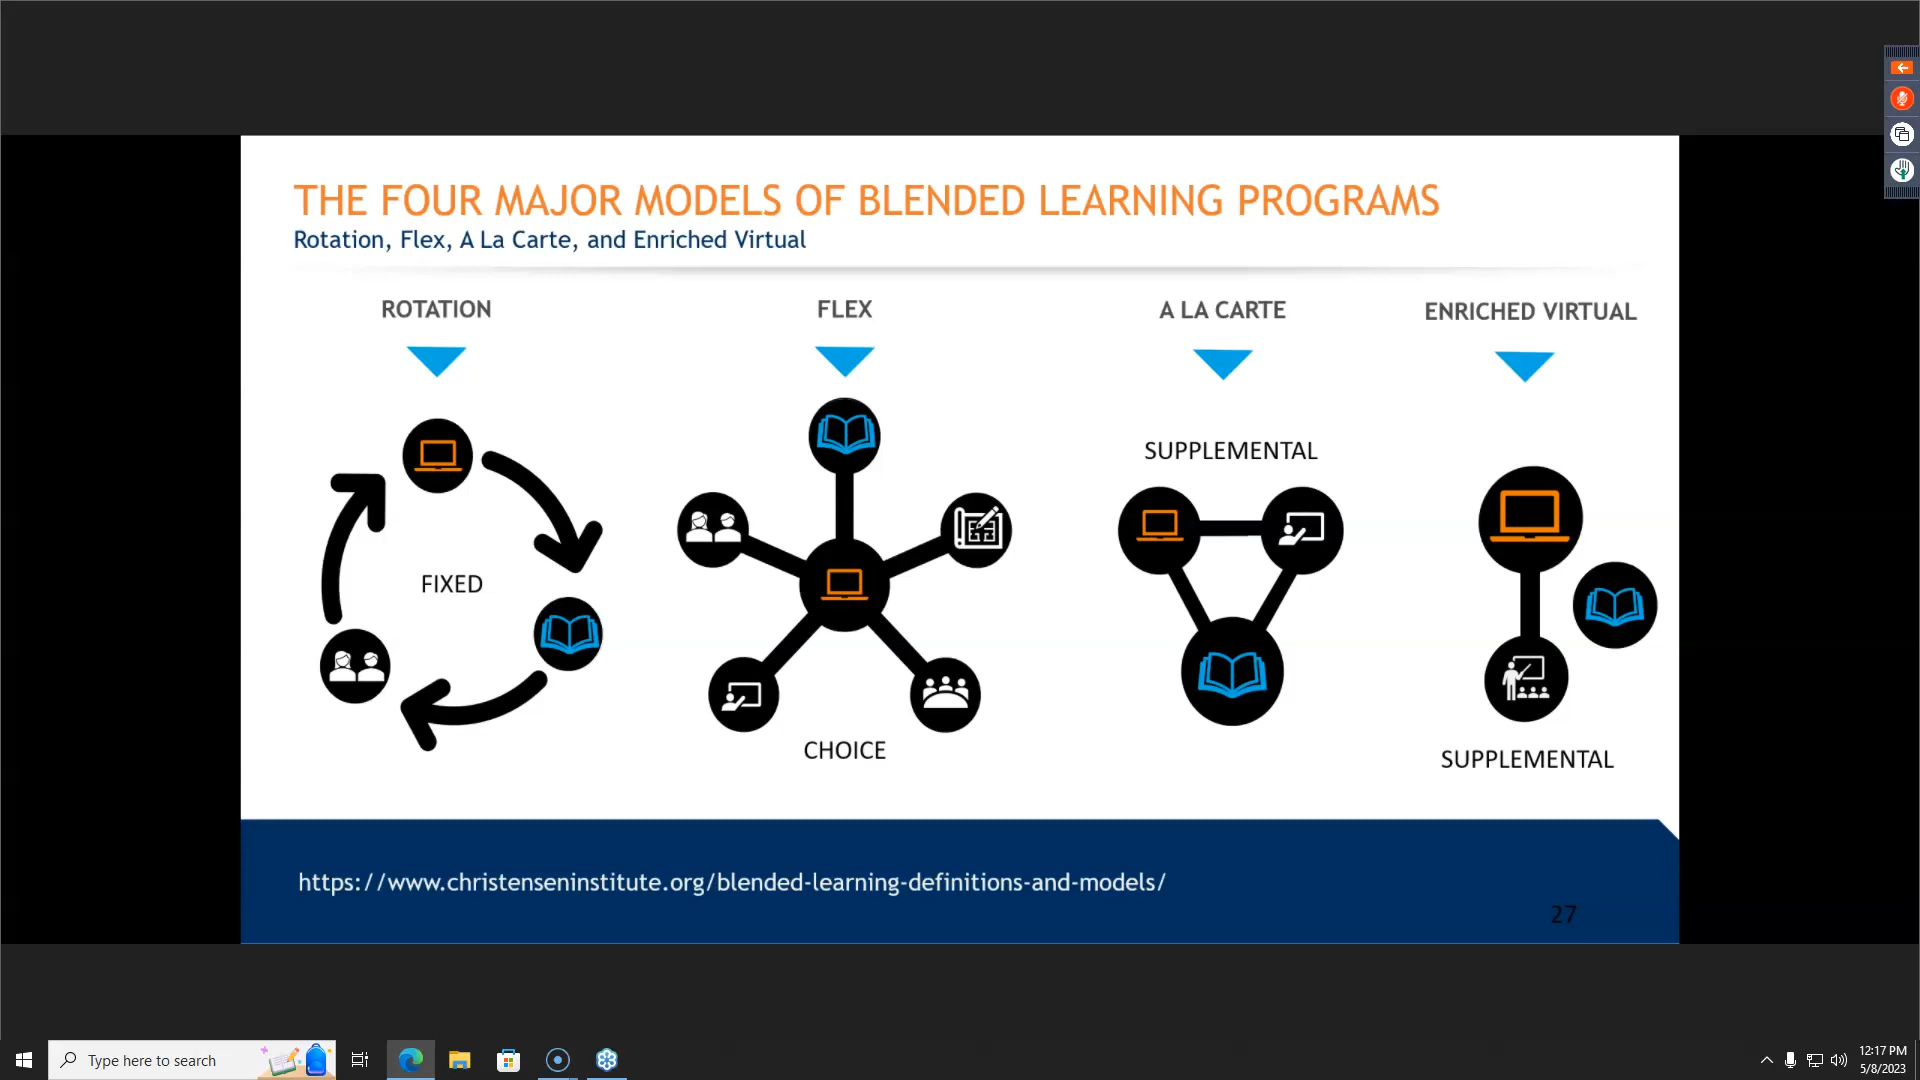 THE FOUR MAJOR MODELS OF BLENDED LEARNING PROGRAMS
Rotation, Flex, A La Carte, and Enriched Virtual
ROTATION
FLEX
A LA CARTE
ENRICHED VIRTUAL
SUPPLEMENTAL
FIXED
CHOICE
SUPPLEMENTAL
https://www.christenseninstitute.org/blended-learning-definitions-and-models/
27
Type here to search
12:17 PM
5/8/2023